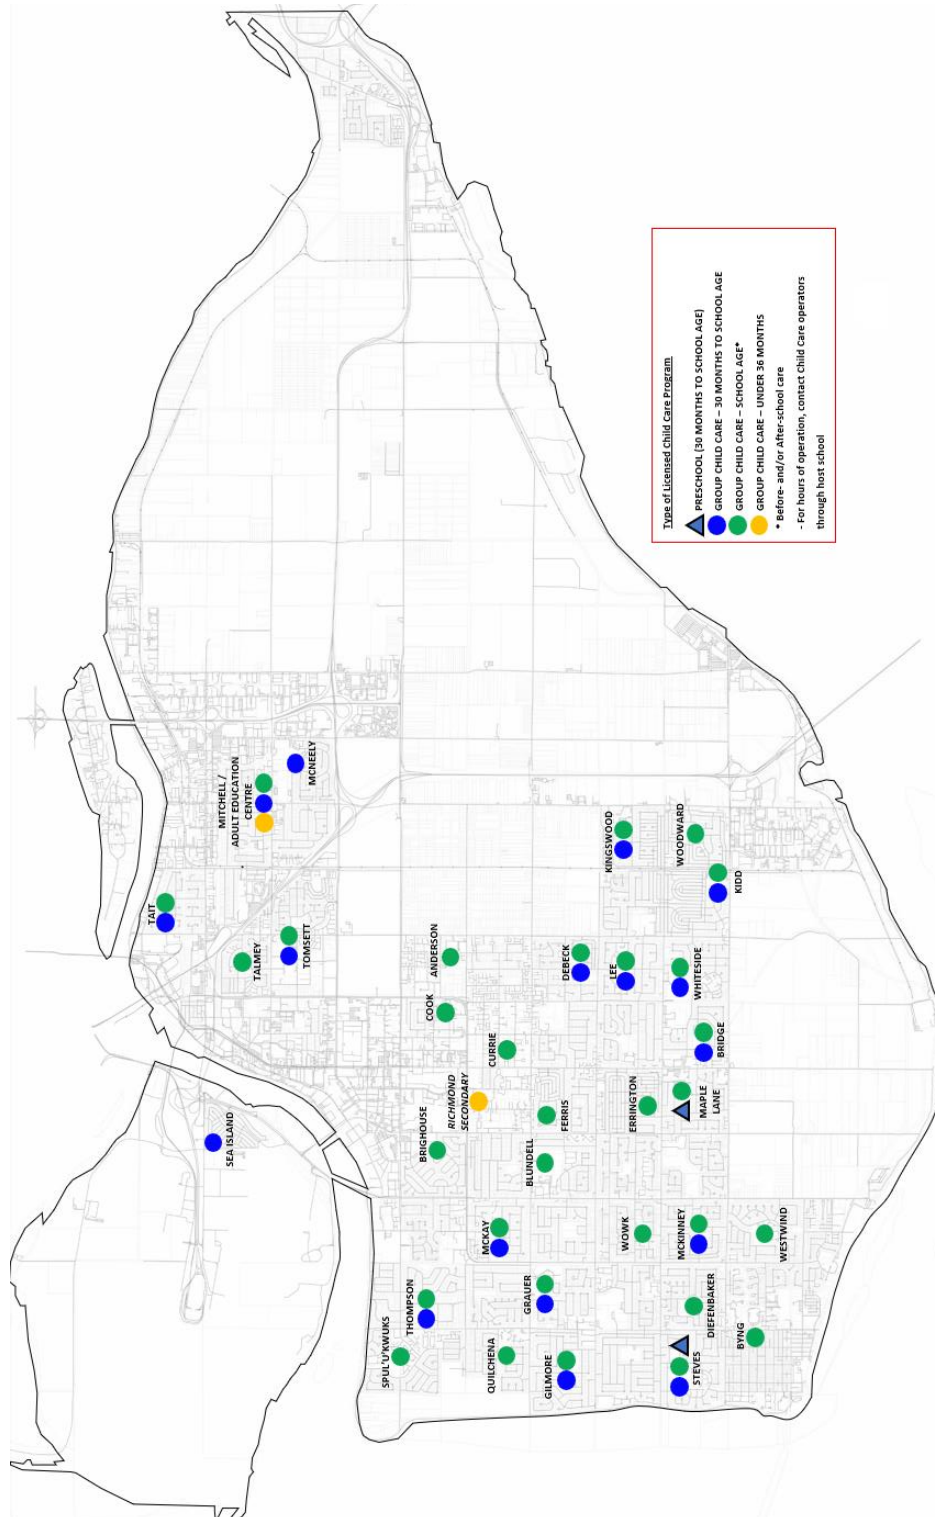 TAIT
MITCHELL /
ADULT EDUCATION
CENTRE
MCNEELY
TALMEY
TOMSETT
SEA ISLAND
ANDERSON
COOK
CURRIE
RICHMOND
SECONDARY
BRIGHOUSE
FERRIS
BLUNDELL
KINGSWOOD
WOODWARD
KIDD
DEBECK
LEE
WHITESIDE
BRIDGE
ERRINGTON
MAPLE
LANE
MCKAY
WOWK
MCKINNEY
WESTWIND
THOMPSON
GRAUER
SPUL'U'KWUKS
QUILCHENA
GILMORE
DIEFENBAKER
STEVES
BYNG
Type of Licensed Child Care Program
PRESCHOOL (30 MONTHS TO SCHOOL AGE)
GROUP CHILD CARE – 30 MONTHS TO SCHOOL AGE
GROUP CHILD CARE – SCHOOL AGE*
GROUP CHILD CARE – UNDER 36 MONTHS
* Before- and/or After-school care
- For hours of operation, contact Child Care operators
through host school